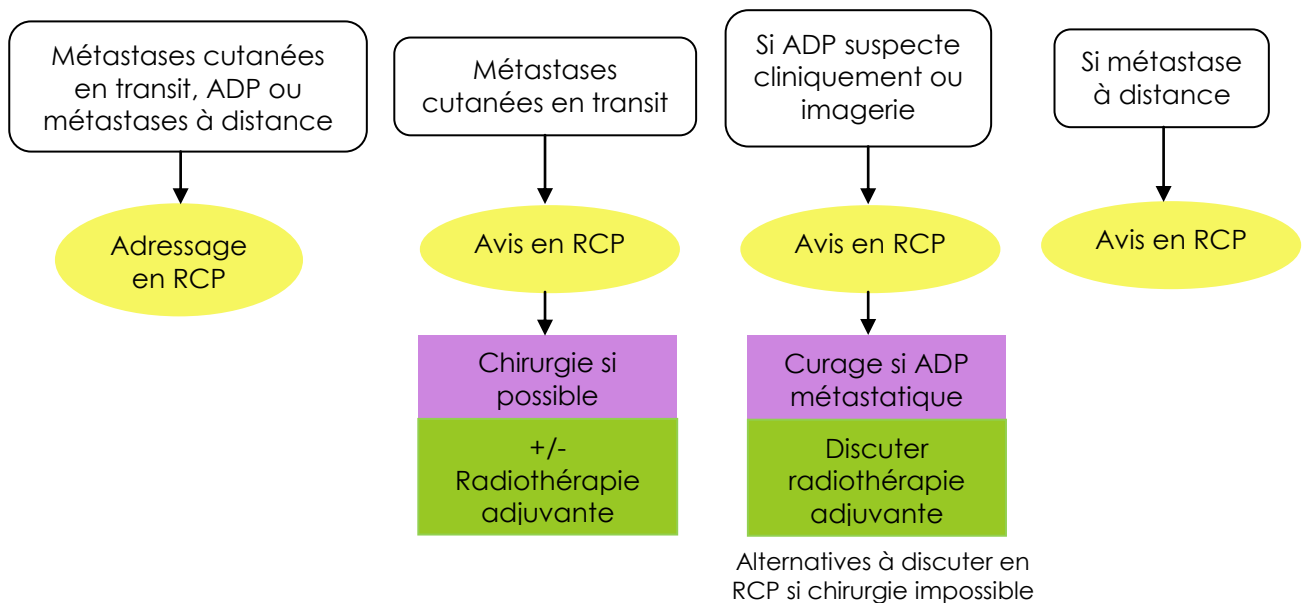 Métastases cutanées
en transit, ADP ou
métastases à distance
Adressage
en RCP
Métastases
cutanées en transit
Avis en RCP
Chirurgie si
possible
+/-
Radiothérapie
adjuvante
Si ADP suspecte
cliniquement ou
imagerie
Avis en RCP
Curage si ADP
métastatique
Discuter
radiothérapie
adjuvante
Alternatives à discuter en
RCP si chirurgie impossible
Si métastase
à distance
Avis en RCP